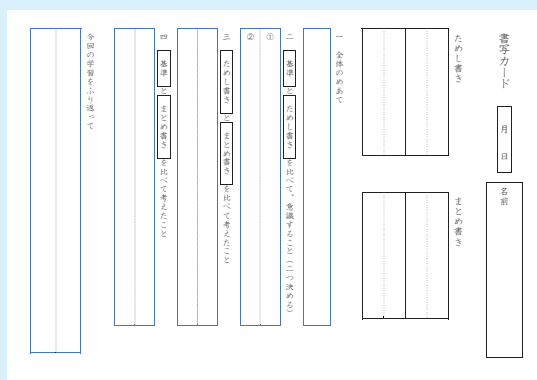 書写カード
月 日
名前
ためし書き
まとめ書き
一 全体のめあて
二 基準 と ためし書き を比べて、意識すること(二つ決める)
①
②
三 ためし書き と まとめ書き を比べて考えたこと
四 基準 と まとめ書き を比べて考えたこと
今回の学習をふり返って